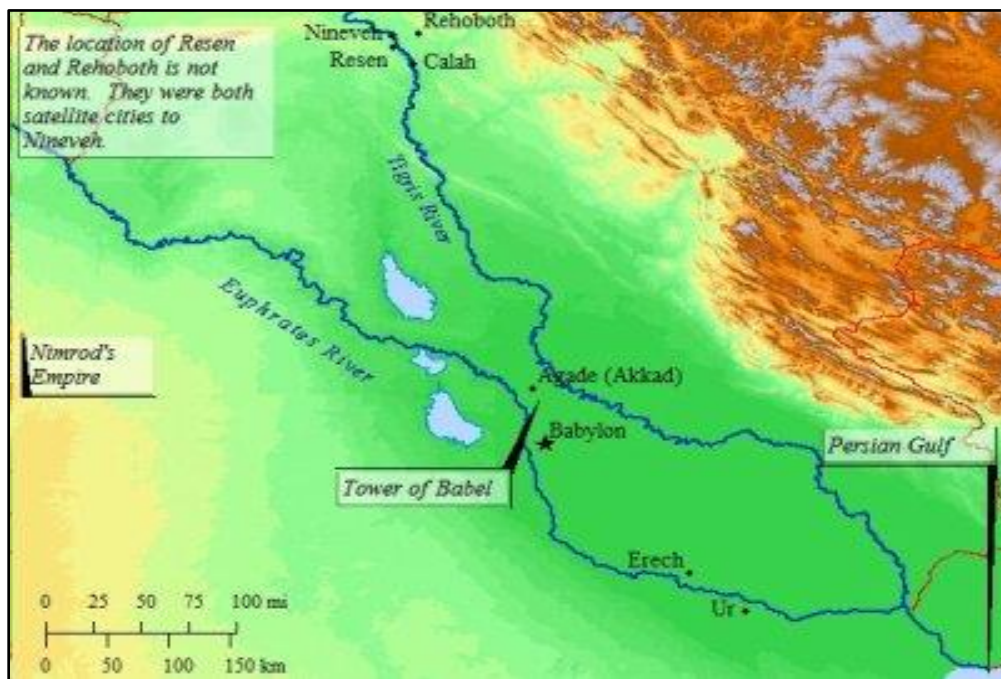 The location of Resen
and Rehoboth is not
known. They were both
satellite cities to
Nineveh.
Rehoboth
Nineveh
Resen
Calah
Tigris River
Euphrates River
Nimrod's
Empire
Agade (Akkad)
Babylon
Tower of Babel
Persian Gulf
Erech
Ur
0 25 50 75 100 mi
0 50 100 150 km